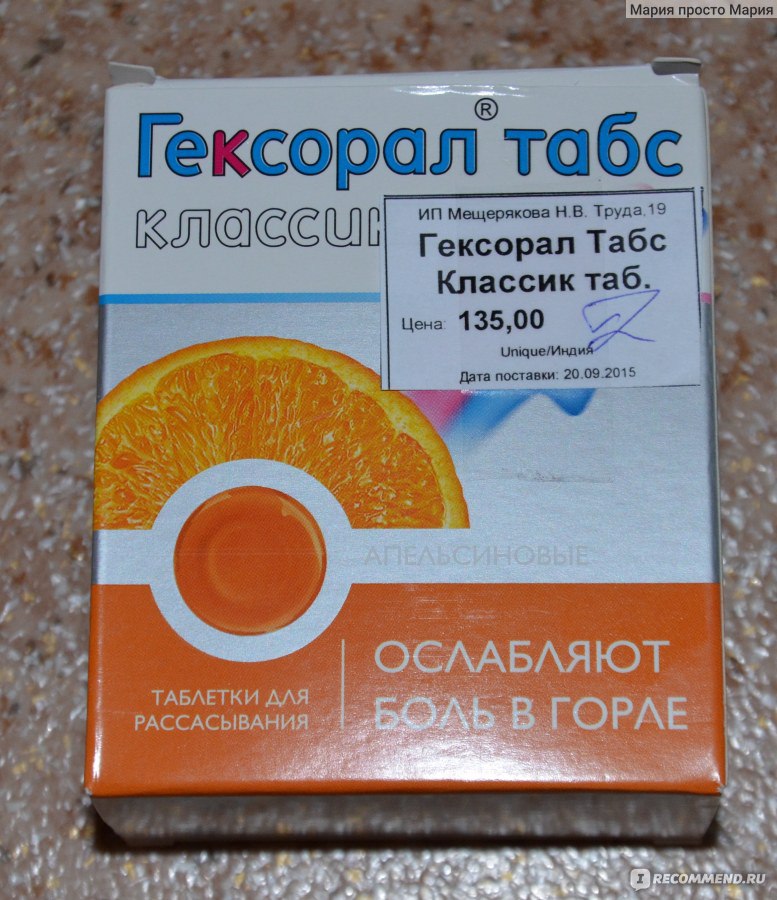 Мария просто Мария
Гексорал® табс
классик
ИП Мещерякова Н.В. Труда,19
Гексорал Табс
Классик таб.
Цена: 135,00
Unique/Индия
Дата поставки: 20.09.2015
АПЕЛЬСИНОВЫЕ
ОСЛАБЛЯЮТ
БОЛЬ В ГОРЛЕ
ТАБЛЕТКИ ДЛЯ
РАССАСЫВАНИЯ
I RECOMMEND.RU